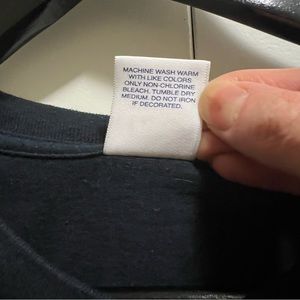 MACHINE WASH WARM
WITH LIKE COLORS
ONLY NON-CHLORINE
BLEACH. TUMBLE DRY
MEDIUM. DO NOT IRON
IF DECORATED.